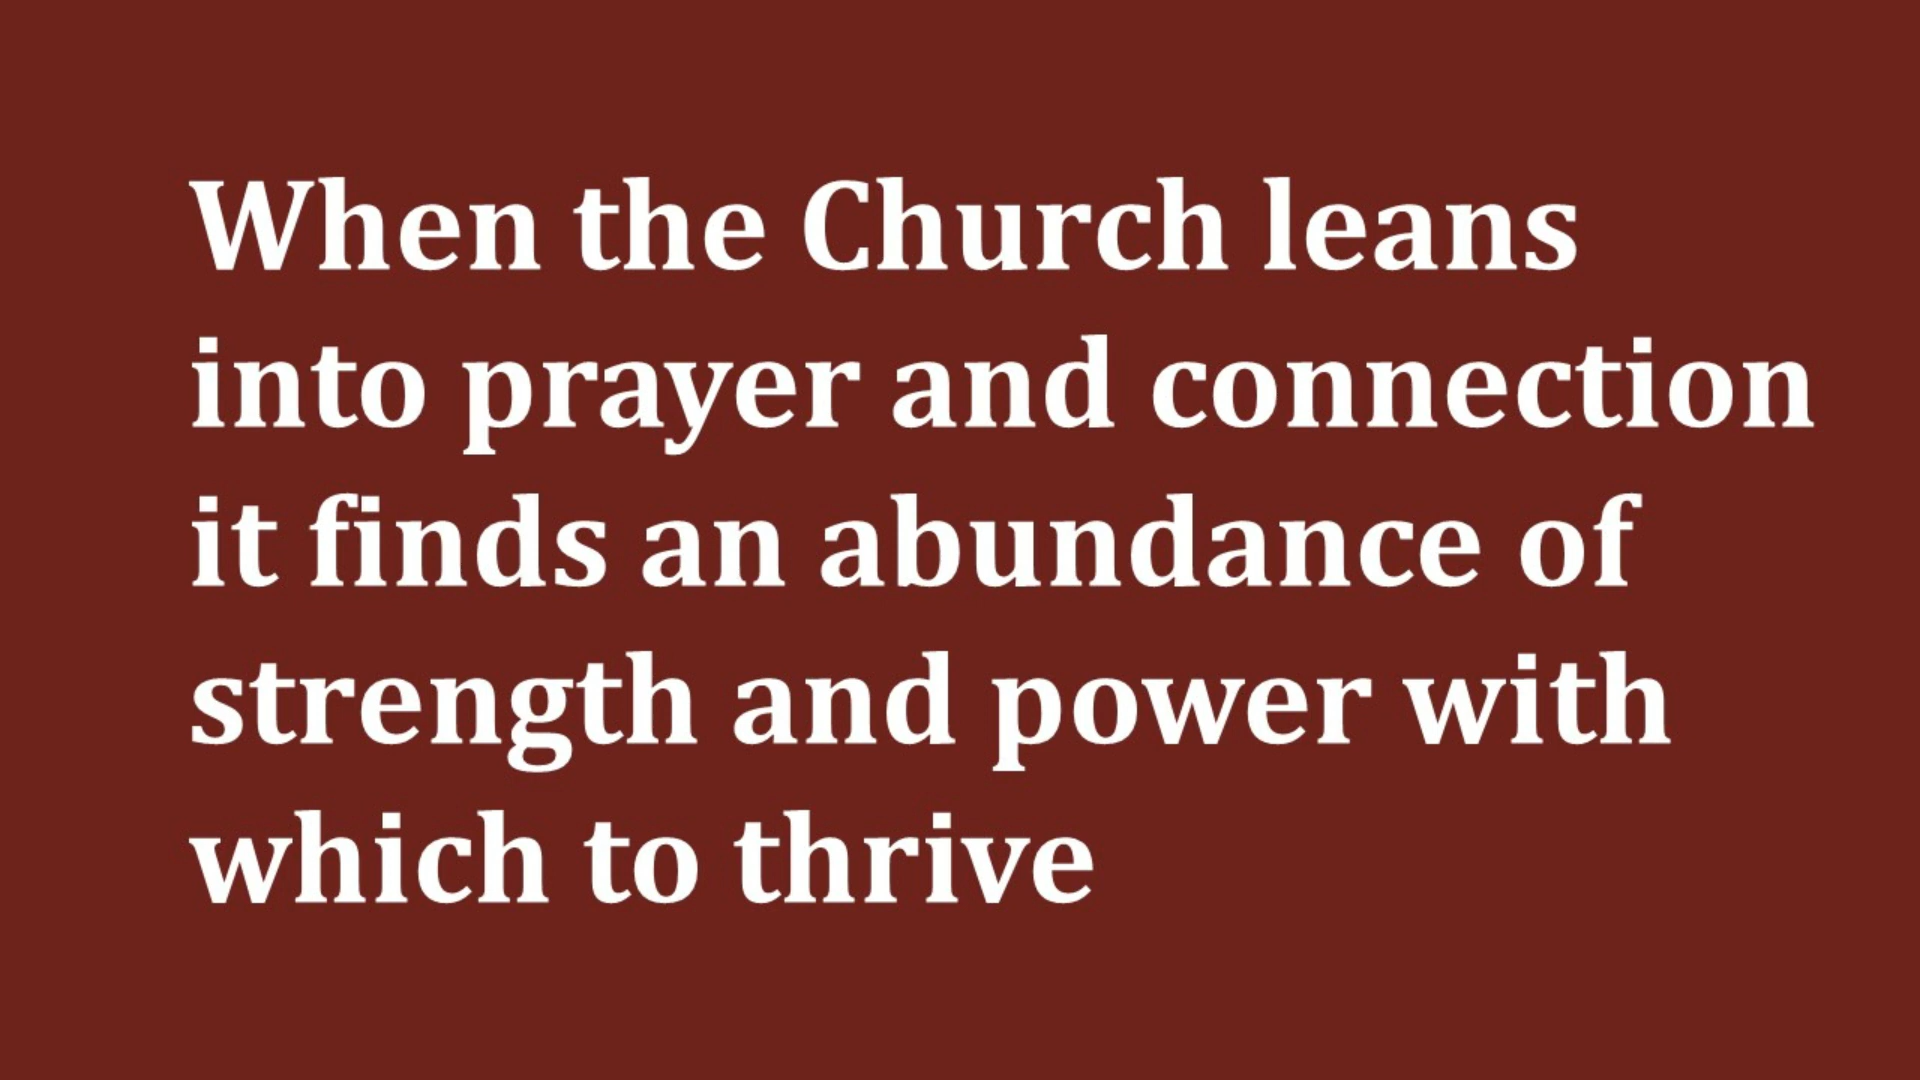 When the Church leans
into prayer and connection
it finds an abundance of
strength and power with
which to thrive